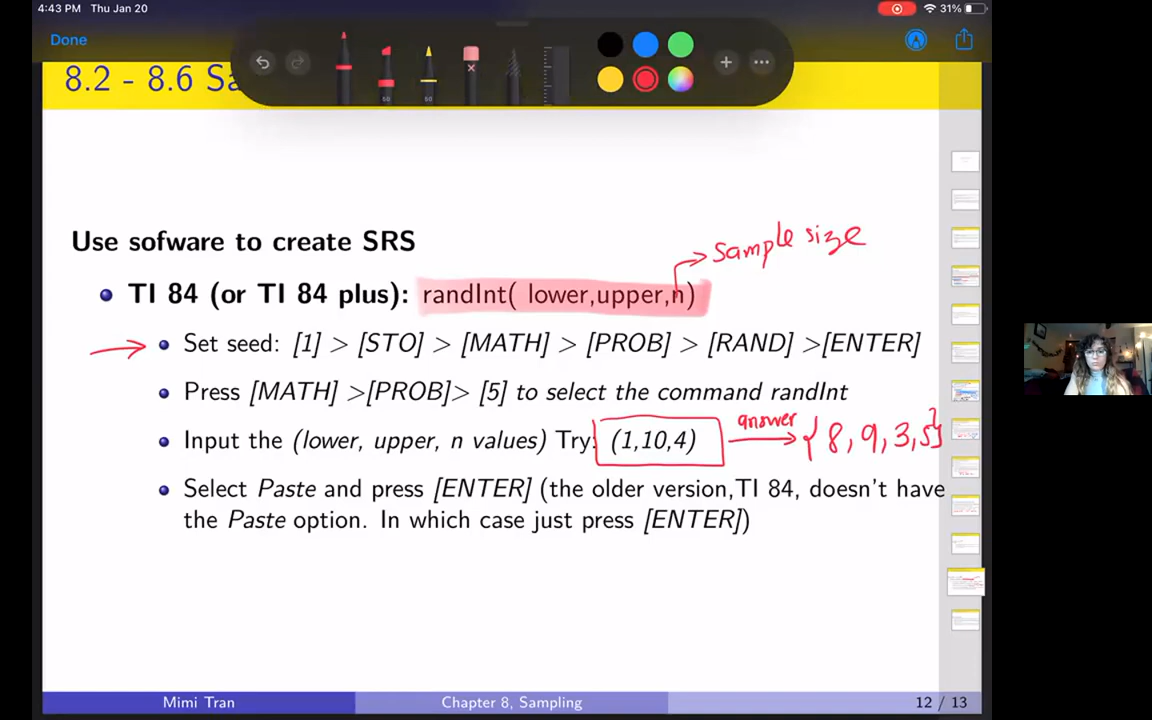 4:43 PM Thu Jan 20
31%
Done
8.2 - 8.6 Sa
50
60
Use sofware to create SRS
sample size
TI 84 (or TI 84 plus): randInt( lower,upper,n)
Set seed: [1] > [STO] > [MATH] > [PROB] > [RAND] >[ENTER]
Press [MATH] >[PROB]> [5] to select the command randInt
Input the (lower, upper, n values) Try: (1,10,4) answer {8, 9, 3, 5}
Select Paste and press [ENTER] (the older version,TI 84, doesn't have
the Paste option. In which case just press [ENTER])
Mimi Tran Chapter 8, Sampling 12 / 13